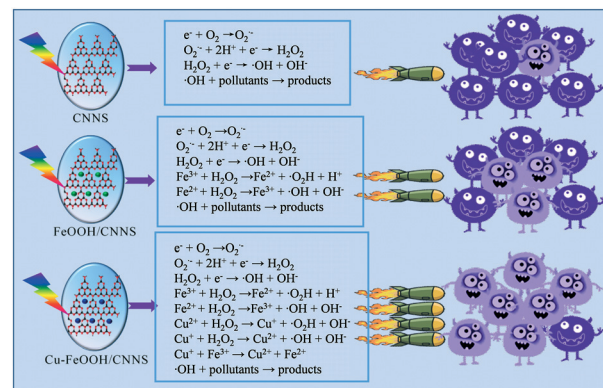 e⁻ + O₂ →O₂⁻·
O₂⁻· + 2H⁺ + e⁻→ H₂O₂
H₂O₂ + e⁻→ ·OH + OH⁻
·OH + pollutants → products
CNNS
e⁻ + O₂ →O₂⁻·
O₂⁻· + 2H⁺ + e⁻→ H₂O₂
H₂O₂ + e⁻→ ·OH + OH⁻
Fe³⁺ + H₂O₂→Fe²⁺ + ·O₂H + H⁺
Fe²⁺ + H₂O₂→Fe³⁺ + ·OH + OH⁻
·OH + pollutants → products
FeOOH/CNNS
e⁻ + O₂ →O₂⁻·
O₂⁻· + 2H⁺ + e⁻→ H₂O₂
H₂O₂ + e⁻→ ·OH + OH⁻
Fe³⁺ + H₂O₂→Fe²⁺ + ·O₂H + H⁺
Fe²⁺ + H₂O₂→Fe³⁺ + ·OH + OH⁻
Cu²⁺ + H₂O₂→ Cu⁺ + ·O₂H + OH⁻
Cu⁺ + H₂O₂→ Cu²⁺ + ·OH + OH⁻
Cu⁺ + Fe³⁺ → Cu²⁺ + Fe²⁺
·OH + pollutants → products
Cu-FeOOH/CNNS